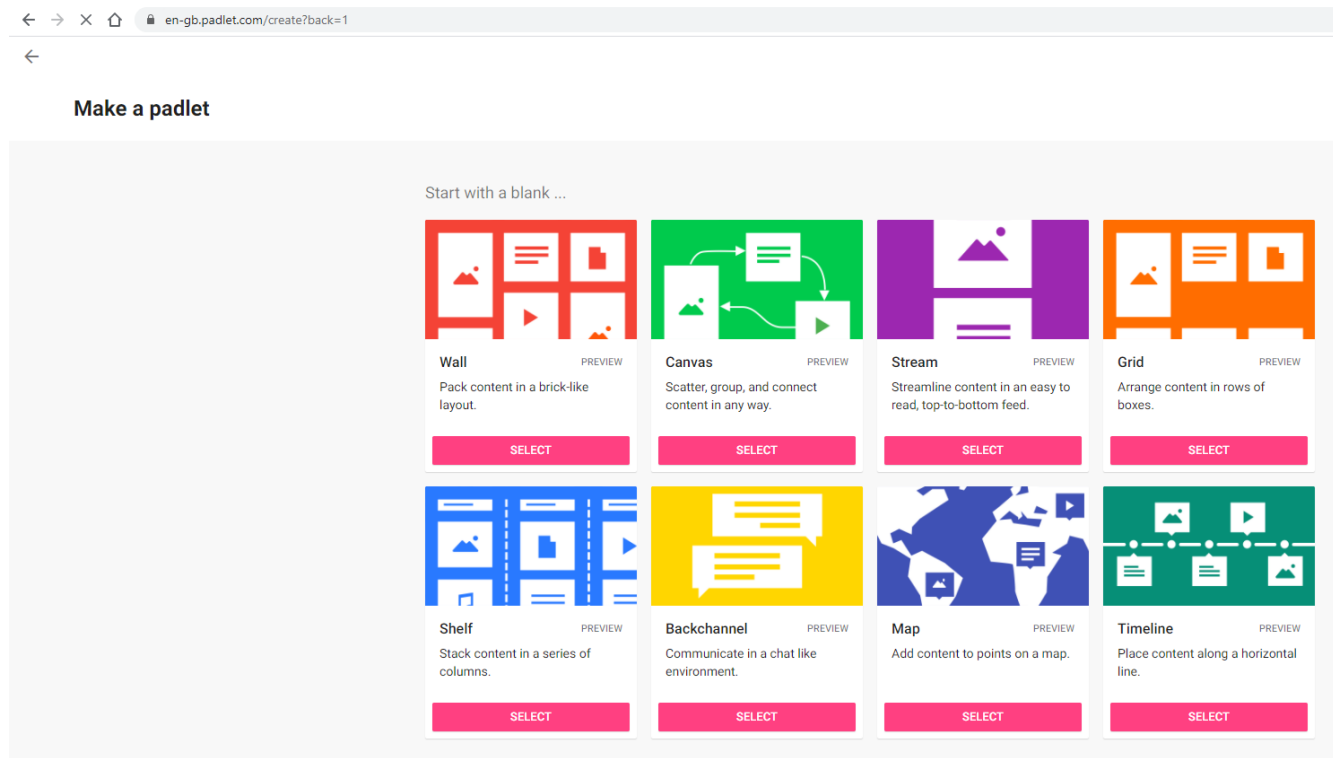 en-gb.padlet.com/create?back=1
Make a padlet
Start with a blank ...
Wall PREVIEW
Pack content in a brick-like
layout.
SELECT
Canvas PREVIEW
Scatter, group, and connect
content in any way.
SELECT
Stream PREVIEW
Streamline content in an easy to
read, top-to-bottom feed.
SELECT
Grid PREVIEW
Arrange content in rows of
boxes.
SELECT
Shelf PREVIEW
Stack content in a series of
columns.
SELECT
Backchannel PREVIEW
Communicate in a chat like
environment.
SELECT
Map PREVIEW
Add content to points on a map.
SELECT
Timeline PREVIEW
Place content along a horizontal
line.
SELECT